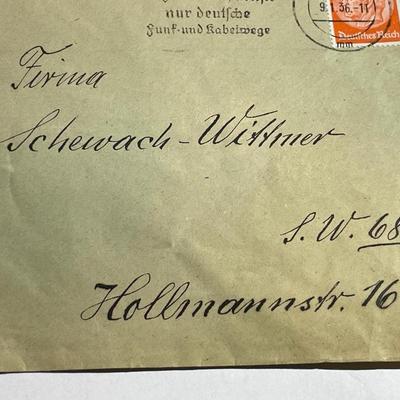 nur deutsche
Funk- und Kabelwege
9.1.36.-11
Deutsches Reich
Firma
Schewach-Wittmer
S. W. 68
Hollmannstr. 16